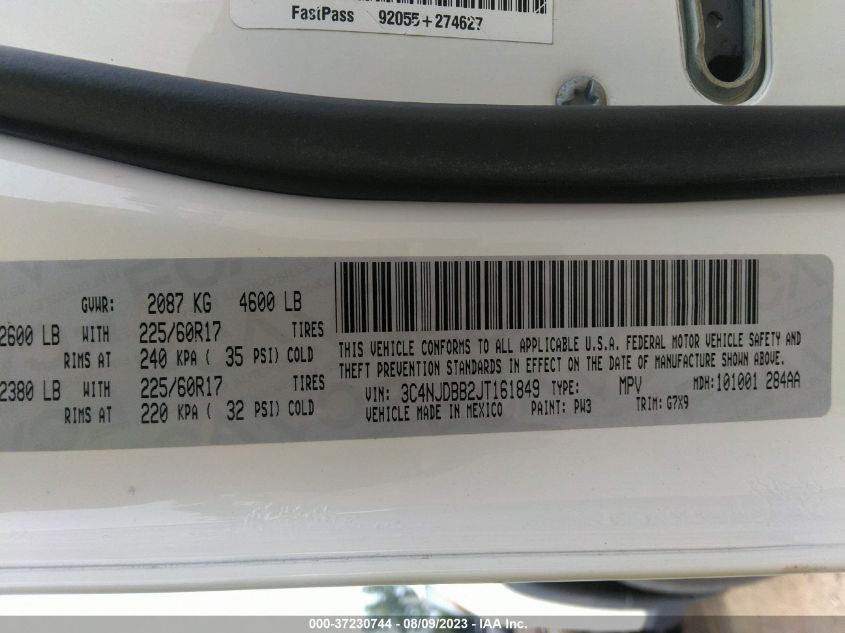 FastPass 92055+274627
GVWR: 2087 KG 4600 LB
2600 LB WITH 225/60R17 TIRES
RIMS AT 240 KPA ( 35 PSI) COLD
2380 LB WITH 225/60R17 TIRES
RIMS AT 220 KPA ( 32 PSI) COLD
THIS VEHICLE CONFORMS TO ALL APPLICABLE U.S.A. FEDERAL MOTOR VEHICLE SAFETY AND
THEFT PREVENTION STANDARDS IN EFFECT ON THE DATE OF MANUFACTURE SHOWN ABOVE.
VIN: 3C4NJDBB2JT161849 TYPE: MPV MDH:101001 284AA
VEHICLE MADE IN MEXICO PAINT: PW3 TRIM: G7X9
000-37230744 - 08/09/2023 - IAA Inc.